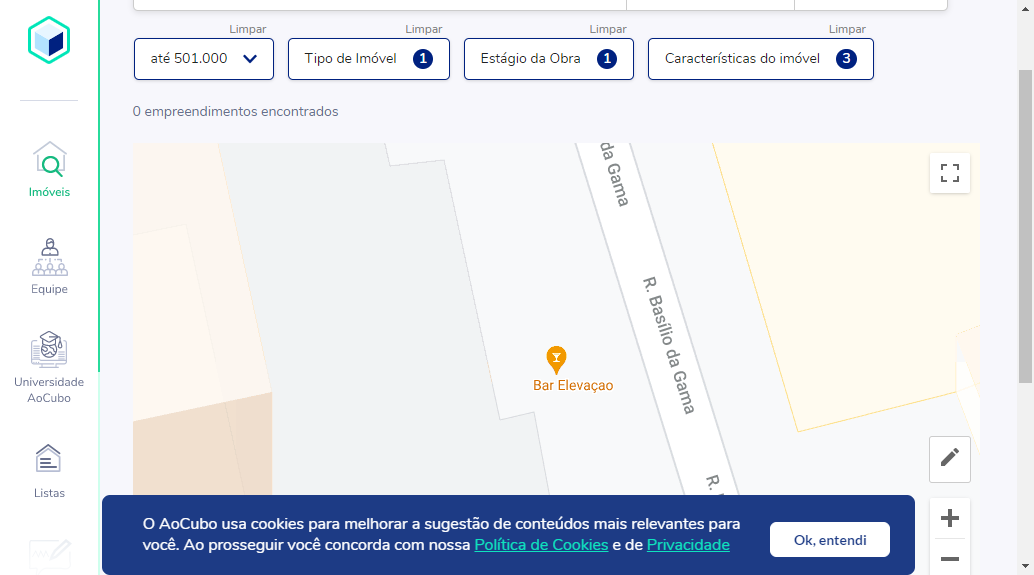 Limpar Limpar Limpar Limpar
até 501.000 Tipo de Imóvel 1 Estágio da Obra 1 Características do imóvel 3
0 empreendimentos encontrados
da Gama
Imóveis
R. Basílio da Gama
Equipe
Bar Elevaçao
Universidade
AoCubo
R.
Listas
O AoCubo usa cookies para melhorar a sugestão de conteúdos mais relevantes para
você. Ao prosseguir você concorda com nossa Política de Cookies e de Privacidade
Ok, entendi